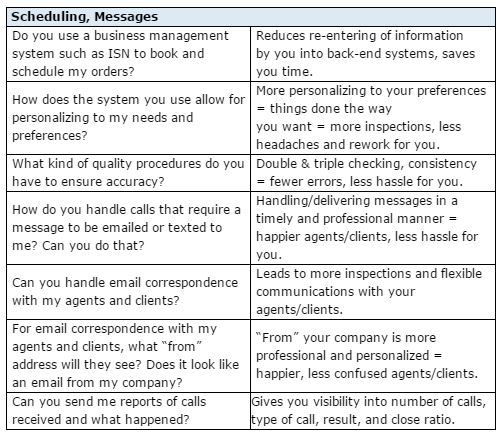 Scheduling, Messages
Do you use a business management
system such as ISN to book and
schedule my orders?
Reduces re-entering of information
by you into back-end systems, saves
you time.
How does the system you use allow for
personalizing to my needs and
preferences?
More personalizing to your preferences
= things done the way
you want = more inspections, less
headaches and rework for you.
What kind of quality procedures do you
have to ensure accuracy?
Double & triple checking, consistency
= fewer errors, less hassle for you.
How do you handle calls that require a
message to be emailed or texted to
me? Can you do that?
Handling/delivering messages in a
timely and professional manner =
happier agents/clients, less hassle for
you.
Can you handle email correspondence
with my agents and clients?
Leads to more inspections and flexible
communications with your
agents/clients.
For email correspondence with my
agents and clients, what “from”
address will they see? Does it look like
an email from my company?
“From” your company is more
professional and personalized =
happier, less confused agents/clients.
Can you send me reports of calls
received and what happened?
Gives you visibility into number of calls,
type of call, result, and close ratio.